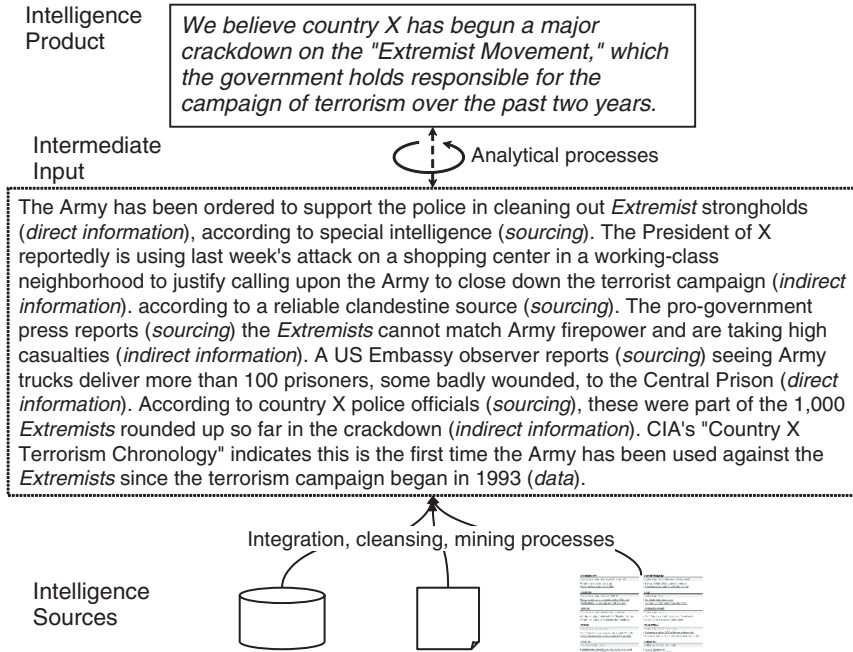 Intelligence
Product
We believe country X has begun a major
crackdown on the "Extremist Movement," which
the government holds responsible for the
campaign of terrorism over the past two years.
Intermediate
Input
Analytical processes
The Army has been ordered to support the police in cleaning out Extremist strongholds
(direct information), according to special intelligence (sourcing). The President of X
reportedly is using last week's attack on a shopping center in a working-class
neighborhood to justify calling upon the Army to close down the terrorist campaign (indirect
information). according to a reliable clandestine source (sourcing). The pro-government
press reports (sourcing) the Extremists cannot match Army firepower and are taking high
casualties (indirect information). A US Embassy observer reports (sourcing) seeing Army
trucks deliver more than 100 prisoners, some badly wounded, to the Central Prison (direct
information). According to country X police officials (sourcing), these were part of the 1,000
Extremists rounded up so far in the crackdown (indirect information). CIA's "Country X
Terrorism Chronology" indicates this is the first time the Army has been used against the
Extremists since the terrorism campaign began in 1993 (data).
Integration, cleansing, mining processes
Intelligence
Sources